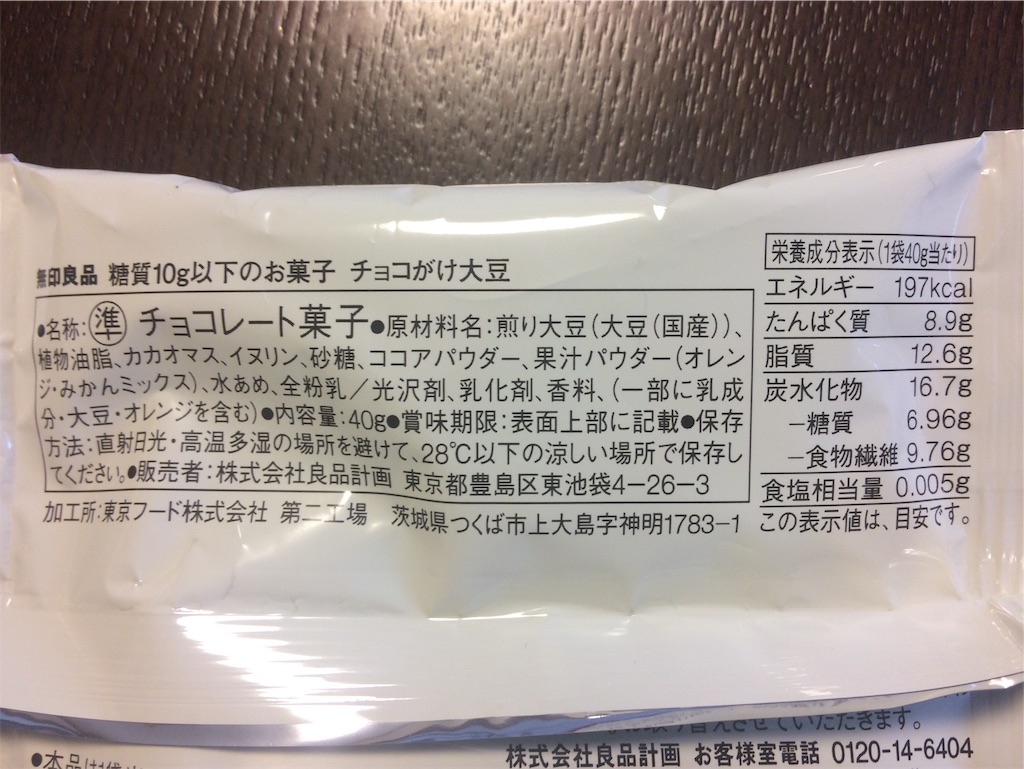 無印良品 糖質10g以下のお菓子 チョコがけ大豆
●名称:㊜準 チョコレート菓子●原材料名:煎り大豆(大豆(国産))、
植物油脂、カカオマス、イヌリン、砂糖、ココアパウダー、果汁パウダー(オレン
ジ・みかんミックス)、水あめ、全粉乳/光沢剤、乳化剤、香料、(一部に乳成
分・大豆・オレンジを含む)●内容量:40g●賞味期限:表面上部に記載●保存
方法:直射日光・高温多湿の場所を避けて、28℃以下の涼しい場所で保存し
てください。●販売者:株式会社良品計画 東京都豊島区東池袋4-26-3
加工所:東京フード株式会社 第二工場 茨城県つくば市上大島字神明1783-1
栄養成分表示(1袋40g当たり)
エネルギー 197kcal
たんぱく質 8.9g
脂質 12.6g
炭水化物 16.7g
-糖質 6.96g
-食物繊維 9.76g
食塩相当量 0.005g
この表示値は、目安です。
えさせていただきます。
株式会社良品計画 お客様室電話 0120-14-6404
●本品は